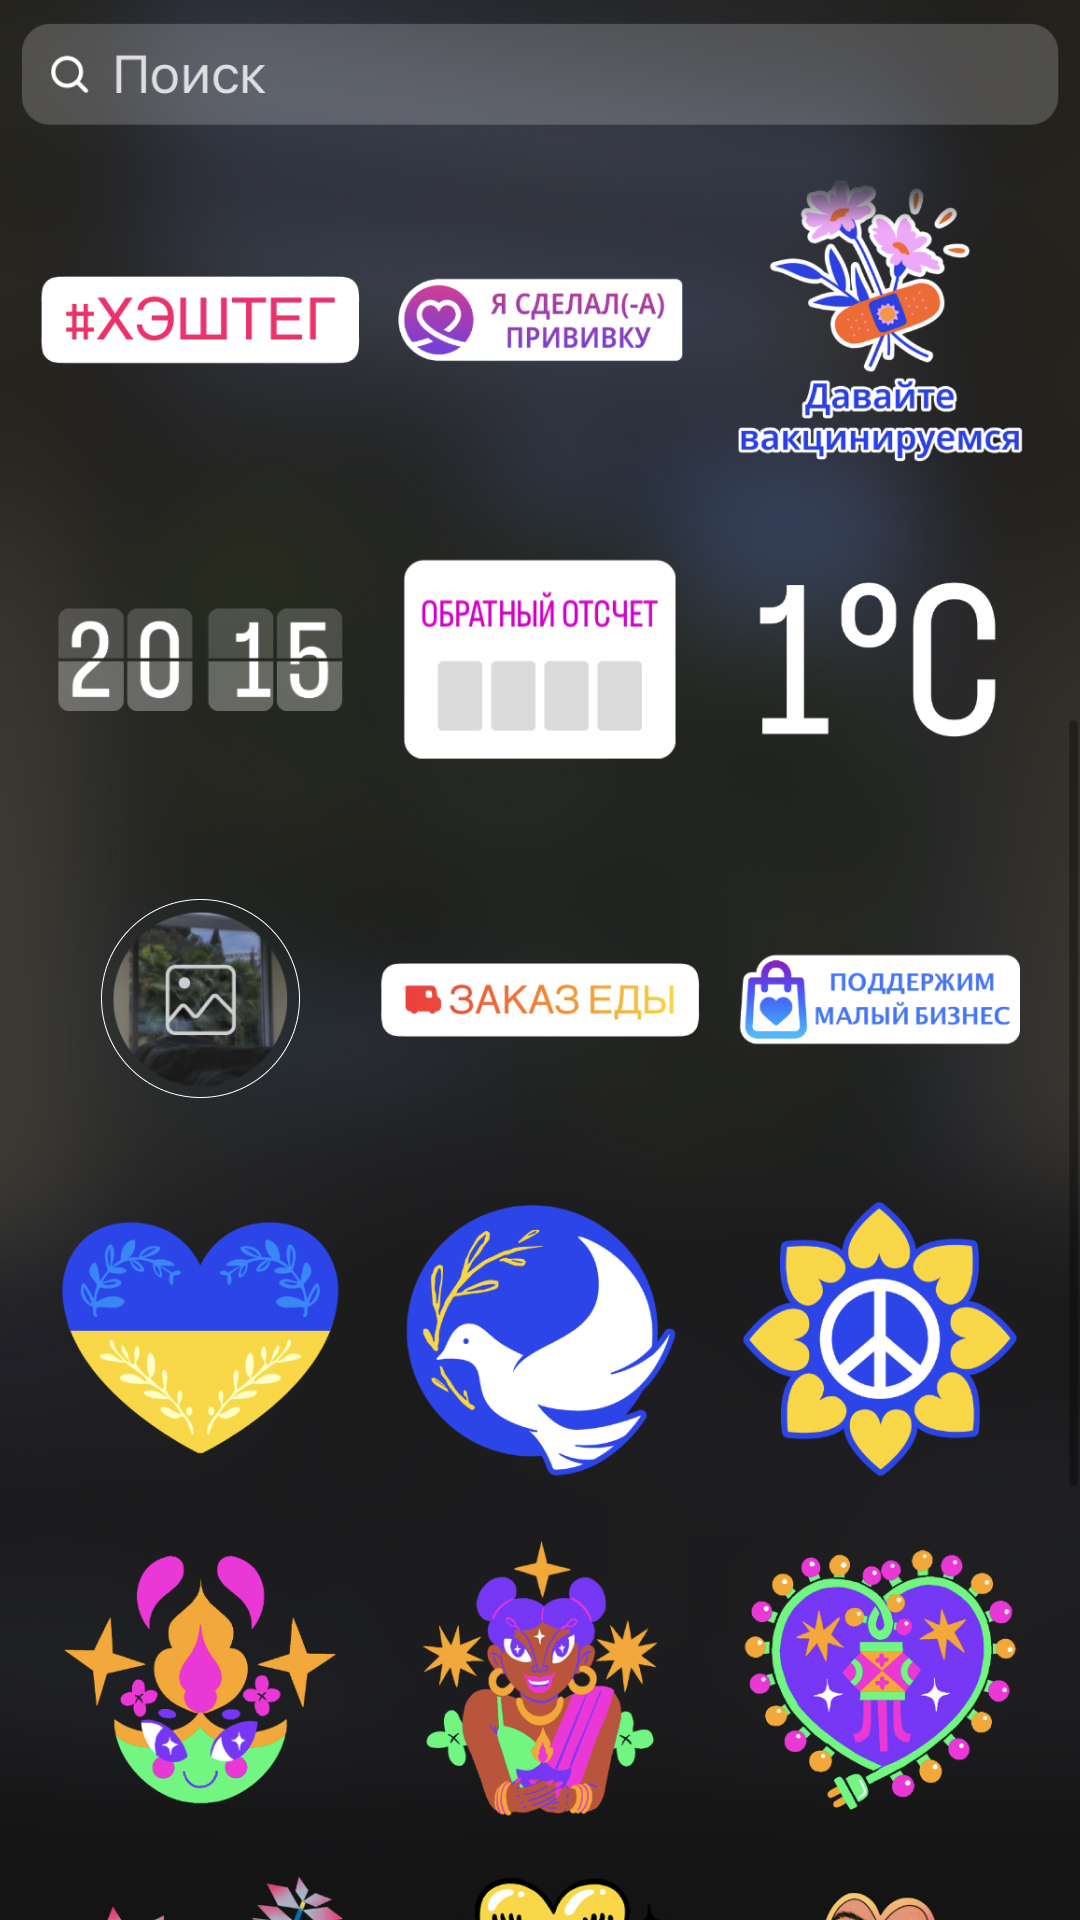 Поиск
#ХЭШТЕГ
Я СДЕЛАЛ(-А)
ПРИВИВКУ
Давайте
вакцинируемся
20 15
ОБРАТНЫЙ ОТСЧЕТ
1°C
ЗАКАЗ ЕДЫ
ПОДДЕРЖИМ
МАЛЫЙ БИЗНЕС